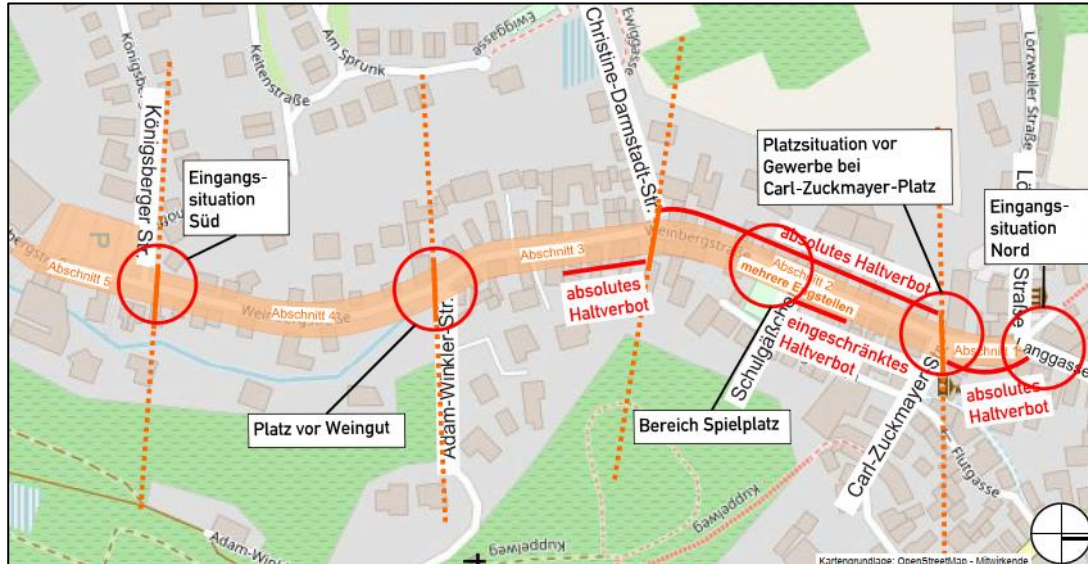 Königsberger
Königsberger Str.
Keltenstraße
Am Sprunk
Ewiggasse
Ewiggasse
Christine-Darmstadt-Str.
Lörzweiler Straße
Eingangs-
situation
Süd
Platzsituation vor
Gewerbe bei
Carl-Zuckmayer-Platz
Eingangs-
situation
Nord
Straße
P
Abschnitt 5
Abschnitt 4
Weinbergstraße
Abschnitt 3
Weinbergstraße
absolutes Haltverbot
Abschnitt 2
mehrere Engstellen
absolutes
Haltverbot
eingeschränktes
Haltverbot
Abschnitt 1
Langgasse
absolutes
Haltverbot
Adam-Winkler-Str.
Platz vor Weingut
Bereich Spielplatz
Carl-Zuckmayer
Flutgasse
Kuppelweg
Kuppelweg
Kartengrundlage: OpenStreetMap - Mitwirkende